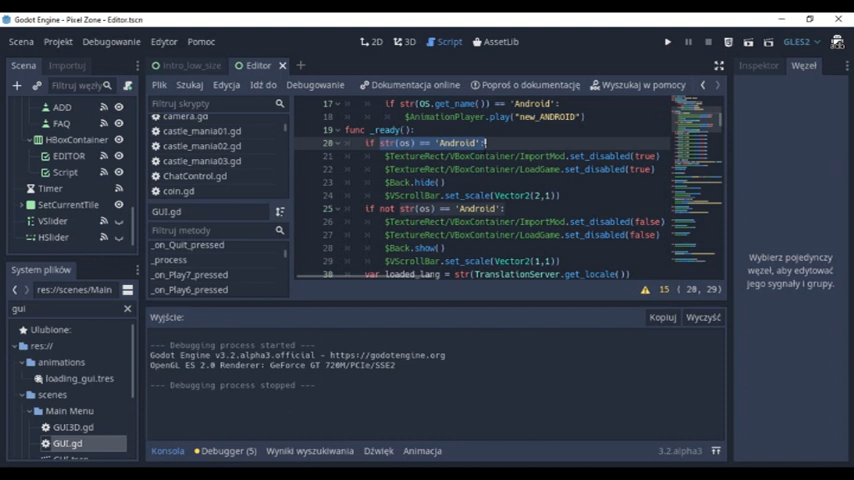 Godot Engine - Pixel Zone - Editor.tscn
Scena Projekt Debugowanie Edytor Pomoc
2D 3D Script AssetLib
GLES2
Scena Importuj
Filtruj węzły
ADD
FAQ
HBoxContainer
EDITOR
Script
Timer
SetCurrentTile
VSlider
HSlider
System plików
res://scenes/Main
gui
Ulubione:
res://
animations
loading_gui.tres
scenes
Main Menu
GUI3D.gd
GUI.gd
intro_low_size Editor
Plik Szukaj Edycja Idź do Debugowanie Dokumentacja online Poproś o dokumentację Wyszukaj w pomocy
Filtruj skrypty
camera.gd
castle_mania01.gd
castle_mania02.gd
castle_mania03.gd
ChatControl.gd
coin.gd
GUI.gd
Filtruj metody
_on_Quit_pressed
_process
_on_Play7_pressed
_on_Play6_pressed
17 if str(OS.get_name()) == 'Android':
18 $AnimationPlayer.play("new_ANDROID")
19 func _ready():
20 if str(os) == 'Android':
21 $TextureRect/VBoxContainer/ImportMod.set_disabled(true)
22 $TextureRect/VBoxContainer/LoadGame.set_disabled(true)
23 $Back.hide()
24 $VScrollBar.set_scale(Vector2(2,1))
25 if not str(os) == 'Android':
26 $TextureRect/VBoxContainer/ImportMod.set_disabled(false)
27 $TextureRect/VBoxContainer/LoadGame.set_disabled(false)
28 $Back.show()
29 $VScrollBar.set_scale(Vector2(1,1))
30 var loaded_lang = str(TranslationServer.get_locale())
15 ( 20, 29)
Wyjście: Kopiuj Wyczyść
--- Debugging process started ---
Godot Engine v3.2.alpha3.official - https://godotengine.org
OpenGL ES 2.0 Renderer: GeForce GT 720M/PCIe/SSE2
--- Debugging process stopped ---
Konsola Debugger (5) Wyniki wyszukiwania Dźwięk Animacja 3.2.alpha3
Inspektor Węzeł
Wybierz pojedynczy
węzeł, aby edytować
jego sygnały i grupy.